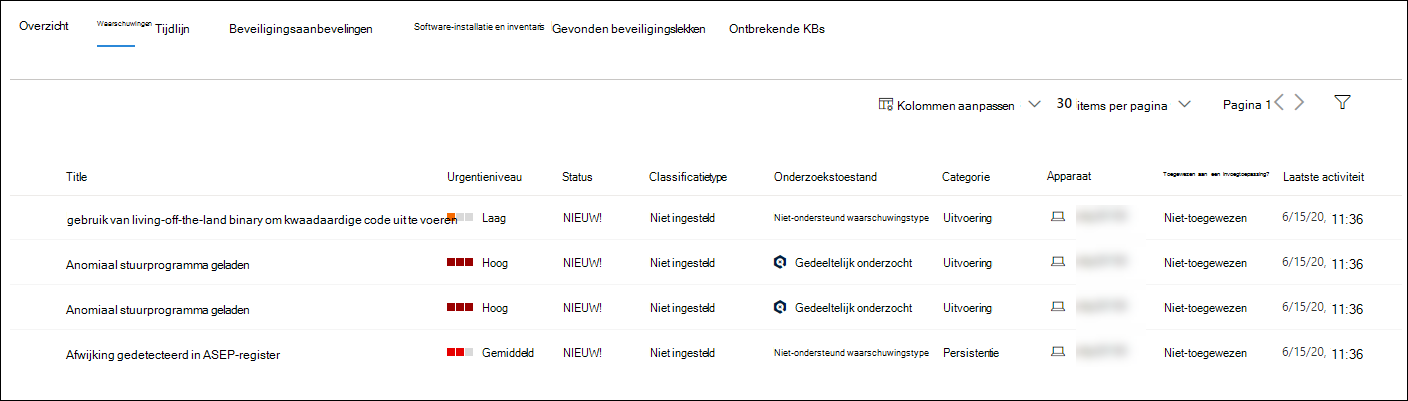 Overzicht Waarschuwingen Tijdlijn Beveiligingsaanbevelingen Software-installatie en inventaris Gevonden beveiligingslekken Ontbrekende KBs
Kolommen aanpassen 30 items per pagina Pagina 1
Title Urgentieniveau Status Classificatietype Onderzoekstoestand Categorie Apparaat Toegewezen aan een invoegtoepassing? Laatste activiteit
gebruik van living-off-the-land binary om kwaadaardige code uit te voeren Laag NIEUW! Niet ingesteld Niet-ondersteund waarschuwingstype Uitvoering Niet-toegewezen 6/15/20, 11:36
Anomiaal stuurprogramma geladen Hoog NIEUW! Niet ingesteld Gedeeltelijk onderzocht Uitvoering Niet-toegewezen 6/15/20, 11:36
Anomiaal stuurprogramma geladen Hoog NIEUW! Niet ingesteld Gedeeltelijk onderzocht Uitvoering Niet-toegewezen 6/15/20, 11:36
Afwijking gedetecteerd in ASEP-register Gemiddeld NIEUW! Niet ingesteld Niet-ondersteund waarschuwingstype Persistentie Niet-toegewezen 6/15/20, 11:36